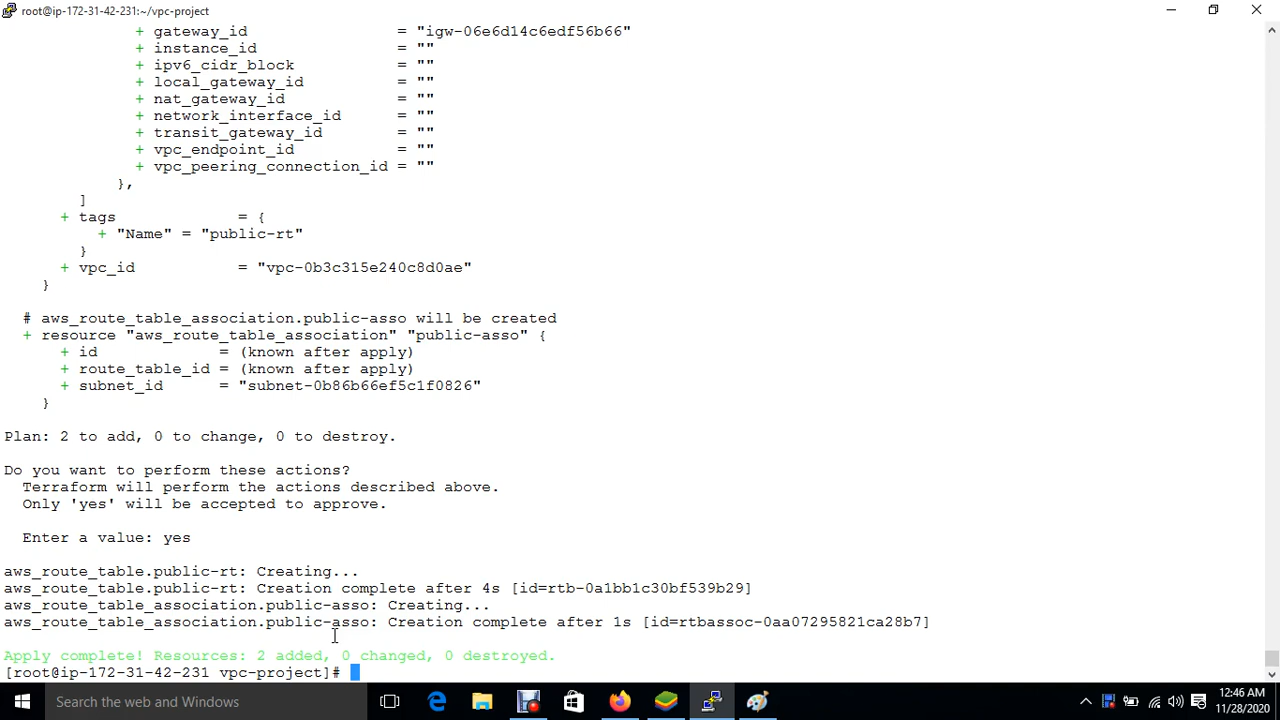 root@ip-172-31-42-231:~/vpc-project
+ gateway_id = "igw-06e6d14c6edf56b66"
+ instance_id = ""
+ ipv6_cidr_block = ""
+ local_gateway_id = ""
+ nat_gateway_id = ""
+ network_interface_id = ""
+ transit_gateway_id = ""
+ vpc_endpoint_id = ""
+ vpc_peering_connection_id = ""
},
]
+ tags = {
+ "Name" = "public-rt"
}
+ vpc_id = "vpc-0b3c315e240c8d0ae"
}
# aws_route_table_association.public-asso will be created
+ resource "aws_route_table_association" "public-asso" {
+ id = (known after apply)
+ route_table_id = (known after apply)
+ subnet_id = "subnet-0b86b66ef5c1f0826"
}
Plan: 2 to add, 0 to change, 0 to destroy.
Do you want to perform these actions?
Terraform will perform the actions described above.
Only 'yes' will be accepted to approve.
Enter a value: yes
aws_route_table.public-rt: Creating...
aws_route_table.public-rt: Creation complete after 4s [id=rtb-0a1bb1c30bf539b29]
aws_route_table_association.public-asso: Creating...
aws_route_table_association.public-asso: Creation complete after 1s [id=rtbassoc-0aa07295821ca28b7]
Apply complete! Resources: 2 added, 0 changed, 0 destroyed.
[root@ip-172-31-42-231 vpc-project]#
Search the web and Windows
12:46 AM
11/28/2020